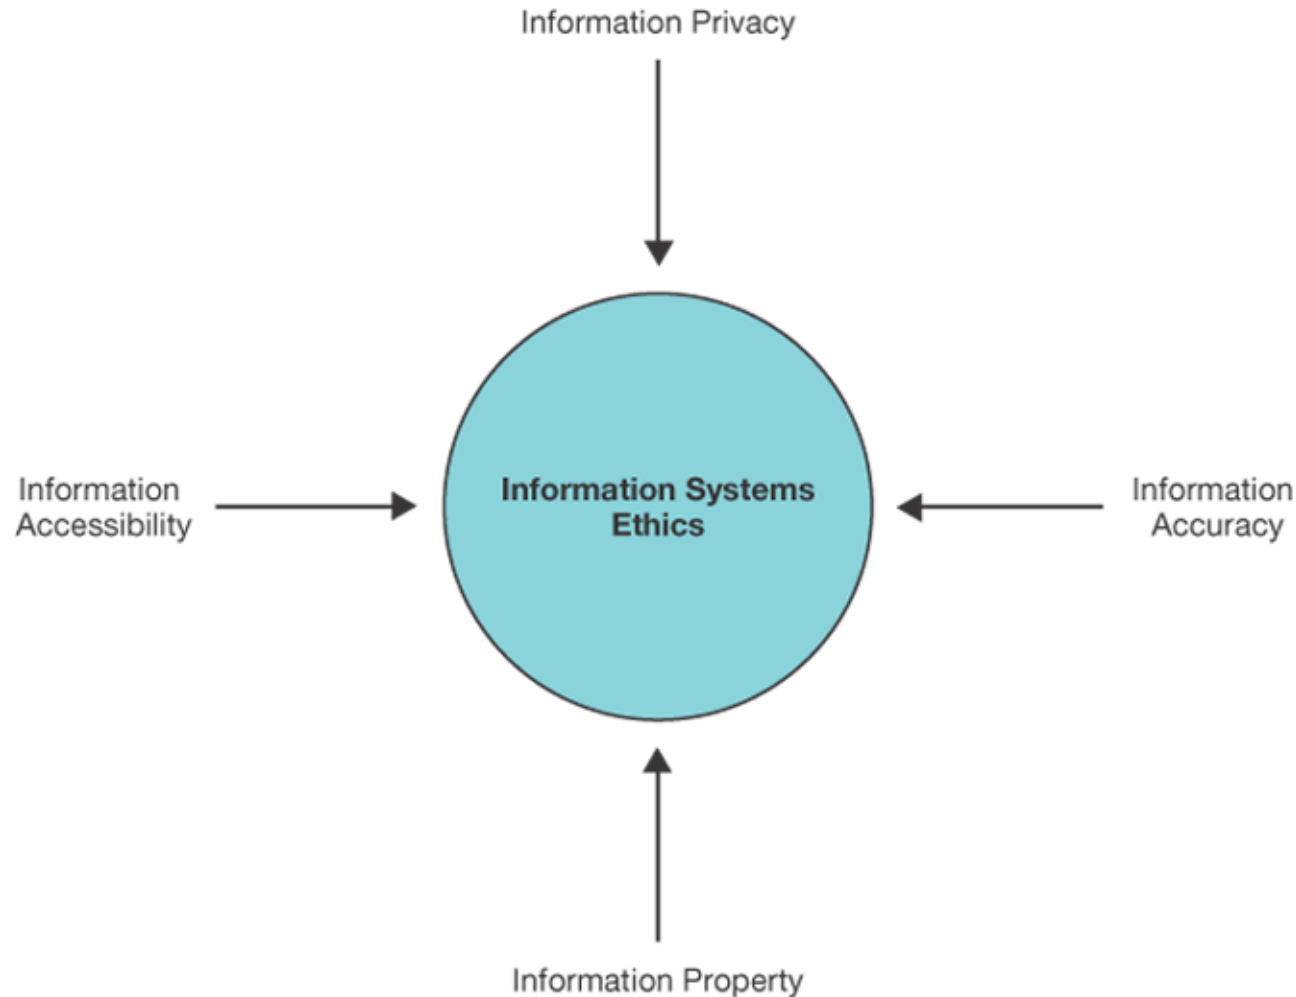 Information Privacy
Information
Accessibility
Information Systems
Ethics
Information
Accuracy
Information Property